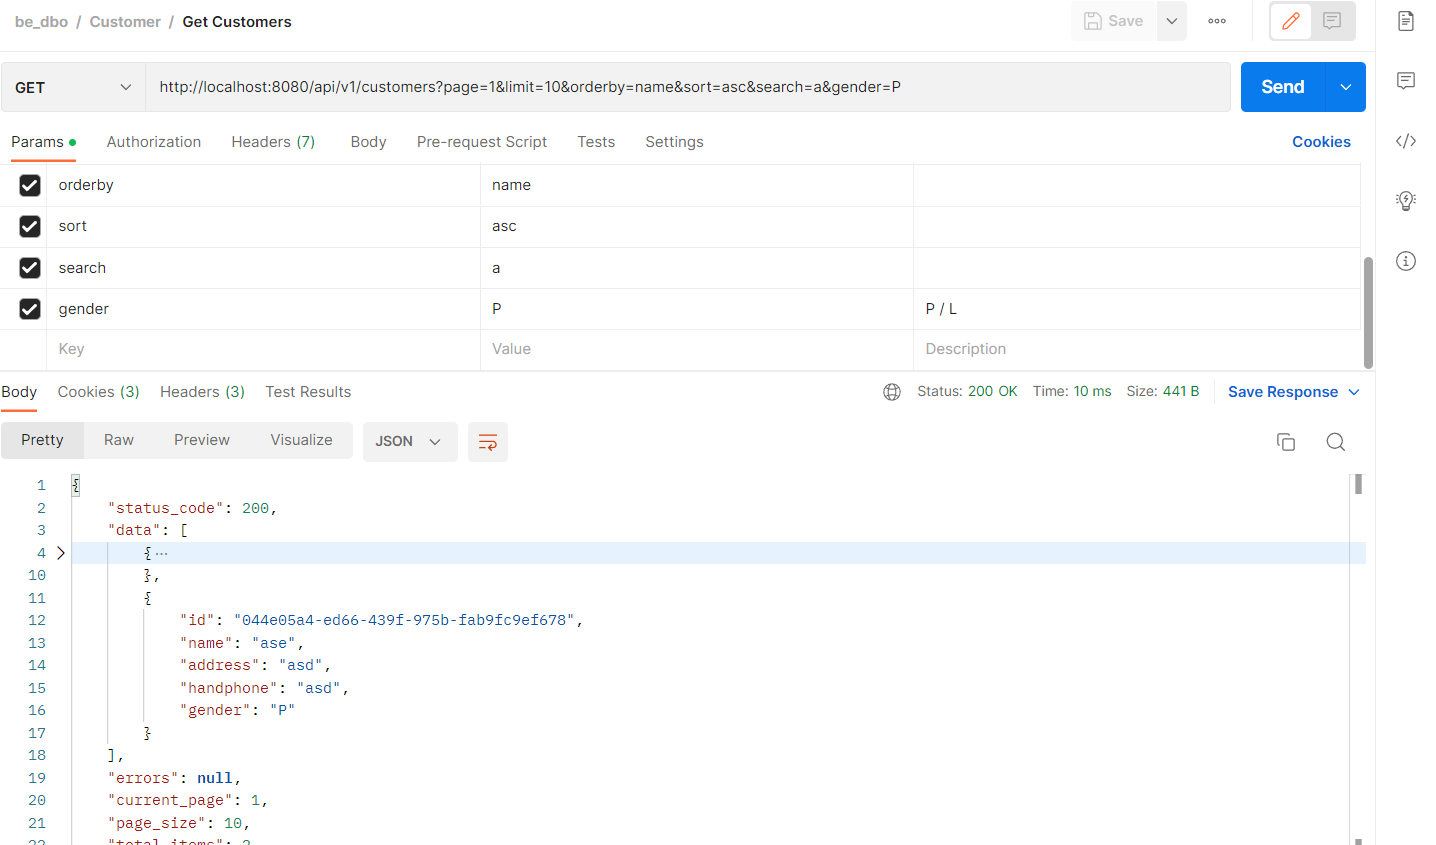 be_dbo / Customer / Get Customers
Save
GET
http://localhost:8080/api/v1/customers?page=1&limit=10&orderby=name&sort=asc&search=a&gender=P
Send
Params Authorization Headers (7) Body Pre-request Script Tests Settings Cookies
orderby name
sort asc
search a
gender P P / L
Key Value Description
Body Cookies (3) Headers (3) Test Results Status: 200 OK Time: 10 ms Size: 441 B Save Response
Pretty Raw Preview Visualize JSON
1 {
2 "status_code": 200,
3 "data": [
4 { ...
10 },
11 {
12 "id": "044e05a4-ed66-439f-975b-fab9fc9ef678",
13 "name": "ase",
14 "address": "asd",
15 "handphone": "asd",
16 "gender": "P"
17 }
18 ],
19 "errors": null,
20 "current_page": 1,
21 "page_size": 10,
22 "total_items": 2